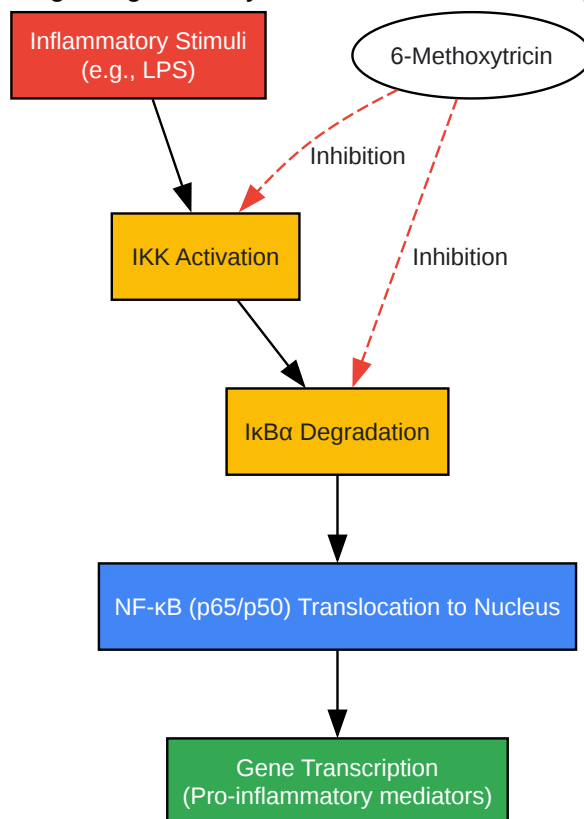 Inflammatory Stimuli
(e.g., LPS)
6-Methoxytricin
Inhibition
IKK Activation
Inhibition
IκBα Degradation
NF-κB (p65/p50) Translocation to Nucleus
Gene Transcription
(Pro-inflammatory mediators)